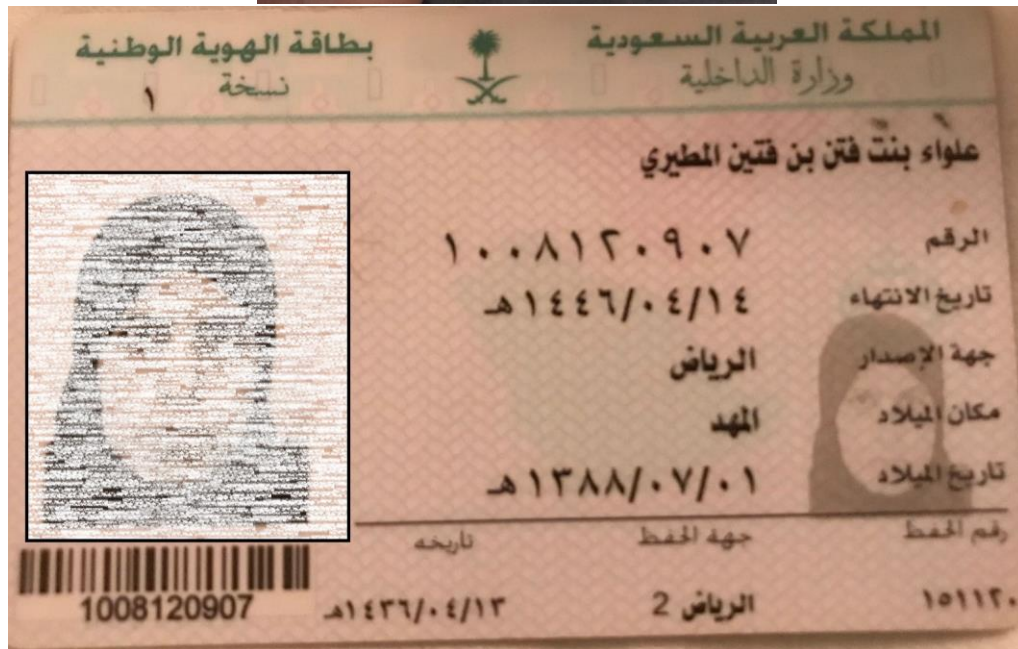 المملكة العربية السعودية
وزارة الداخلية
بطاقة الهوية الوطنية
نسخة ١
علواء بنت فتن بن فتين المطيري
الرقم ١٠٠٨١٢٠٩٠٧
تاريخ الانتهاء ١٤٤٦/٠٤/١٤هـ
جهة الإصدار الرياض
مكان الميلاد المهد
تاريخ الميلاد ١٣٨٨/٠٧/٠١هـ
رقم الحفظ جهة الحفظ تاريخه
١٥١١٢٠ الرياض 2 ١٤٣٦/٠٤/١٣هـ
1008120907